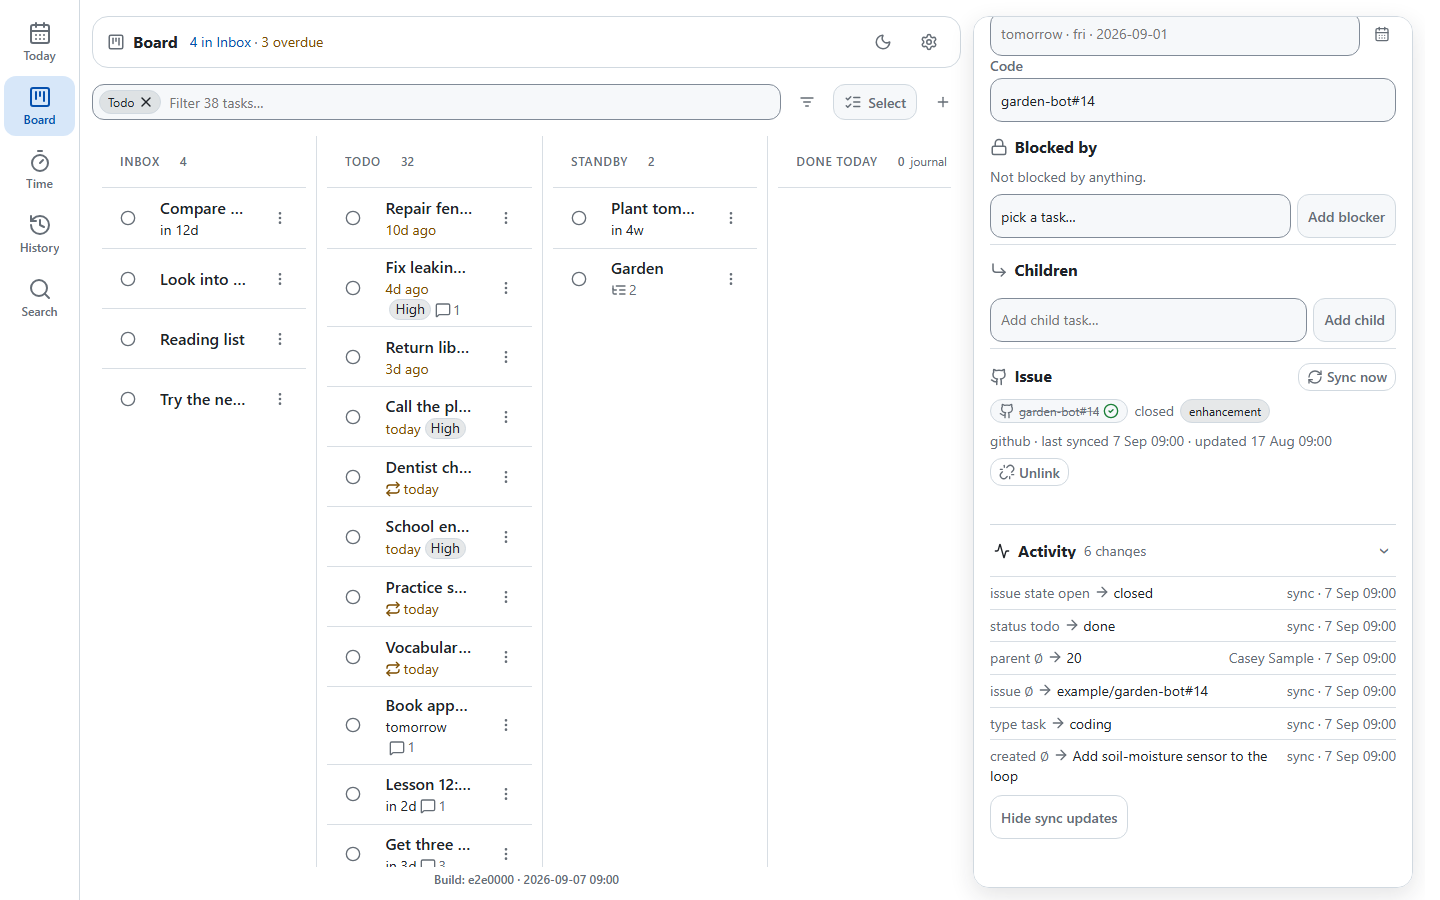 Today
Board
Time
History
Search
Board 4 in Inbox · 3 overdue
Todo Filter 38 tasks...
Select
INBOX 4
Compare ...
in 12d
Look into ...
Reading list
Try the ne...
TODO 32
Repair fen...
10d ago
Fix leakin...
4d ago
High 1
Return lib...
3d ago
Call the pl...
today High
Dentist ch...
today
School en...
today High
Practice s...
today
Vocabular...
today
Book app...
tomorrow
1
Lesson 12:...
in 2d 1
Get three ...
in 3d 3
STANDBY 2
Plant tom...
in 4w
Garden
2
DONE TODAY 0 journal
Build: e2e0000 · 2026-09-07 09:00
tomorrow · fri · 2026-09-01
Code
garden-bot#14
Blocked by
Not blocked by anything.
pick a task... Add blocker
Children
Add child task... Add child
Issue Sync now
garden-bot#14 closed enhancement
github · last synced 7 Sep 09:00 · updated 17 Aug 09:00
Unlink
Activity 6 changes
issue state open → closed sync · 7 Sep 09:00
status todo → done sync · 7 Sep 09:00
parent ∅ → 20 Casey Sample · 7 Sep 09:00
issue ∅ → example/garden-bot#14 sync · 7 Sep 09:00
type task → coding sync · 7 Sep 09:00
created ∅ → Add soil-moisture sensor to the sync · 7 Sep 09:00
loop
Hide sync updates